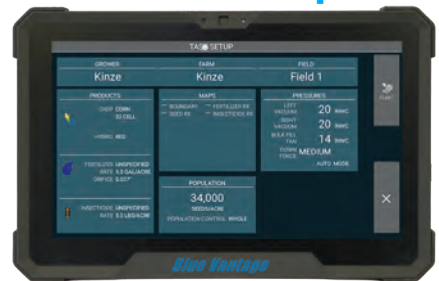 TASK SETUP
GROWER
Kinze
FARM
Kinze
FIELD
Field 1
PRODUCTS
CROP CORN
32 CELL
HYBRID RED
FERTILIZER UNSPECIFIED
RATE 5.0 GAL/ACRE
ORIFICE 0.037"
INSECTICIDE UNSPECIFIED
RATE 5.0 LBS/ACRE
MAPS
BOUNDARY
SEED RX
FERTILIZER RX
INSECTICIDE RX
POPULATION
34,000
SEEDS/ACRE
POPULATION CONTROL WHOLE
PRESSURES
LEFT VACUUM 20 INWC
RIGHT VACUUM 20 INWC
BULK FILL FAN 14 INWC
DOWN FORCE MEDIUM
AUTO MODE
Blue Vantage